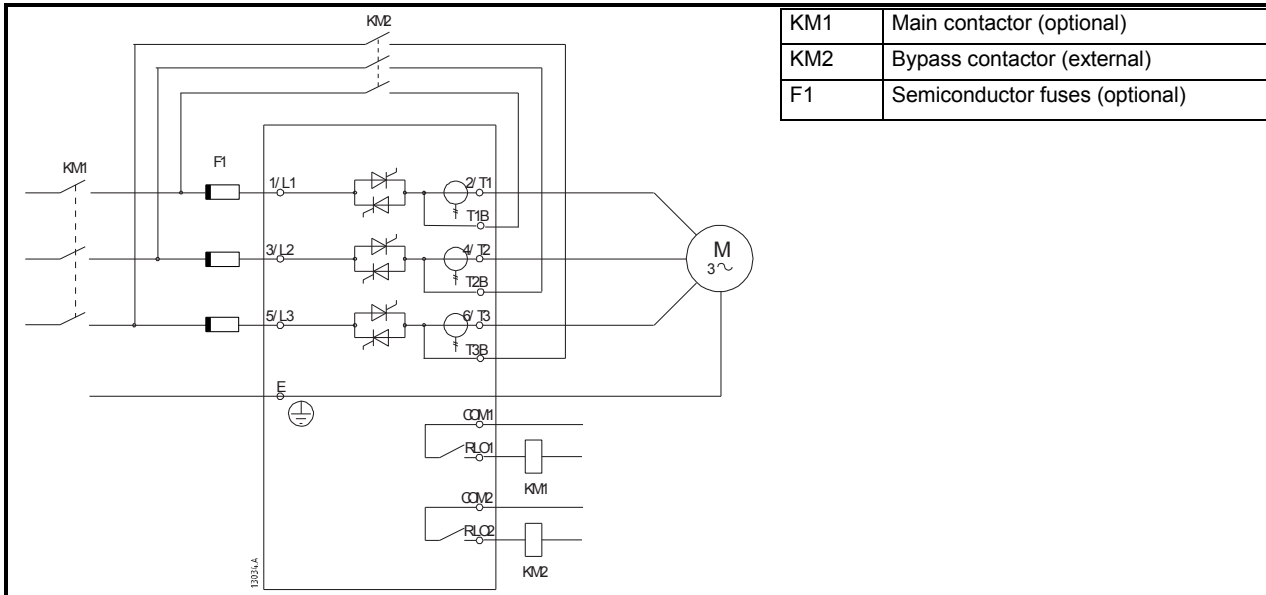 KM1 Main contactor (optional)
KM2 Bypass contactor (external)
F1 Semiconductor fuses (optional)
KM2
KM1
F1
1/ L1
2/ T1
T1B
3/ L2
4/ T2
T2B
M
3~
5/ L3
6/ T3
T3B
E
COM1
RLO1
KM1
COM2
RLO2
KM2
13034.A